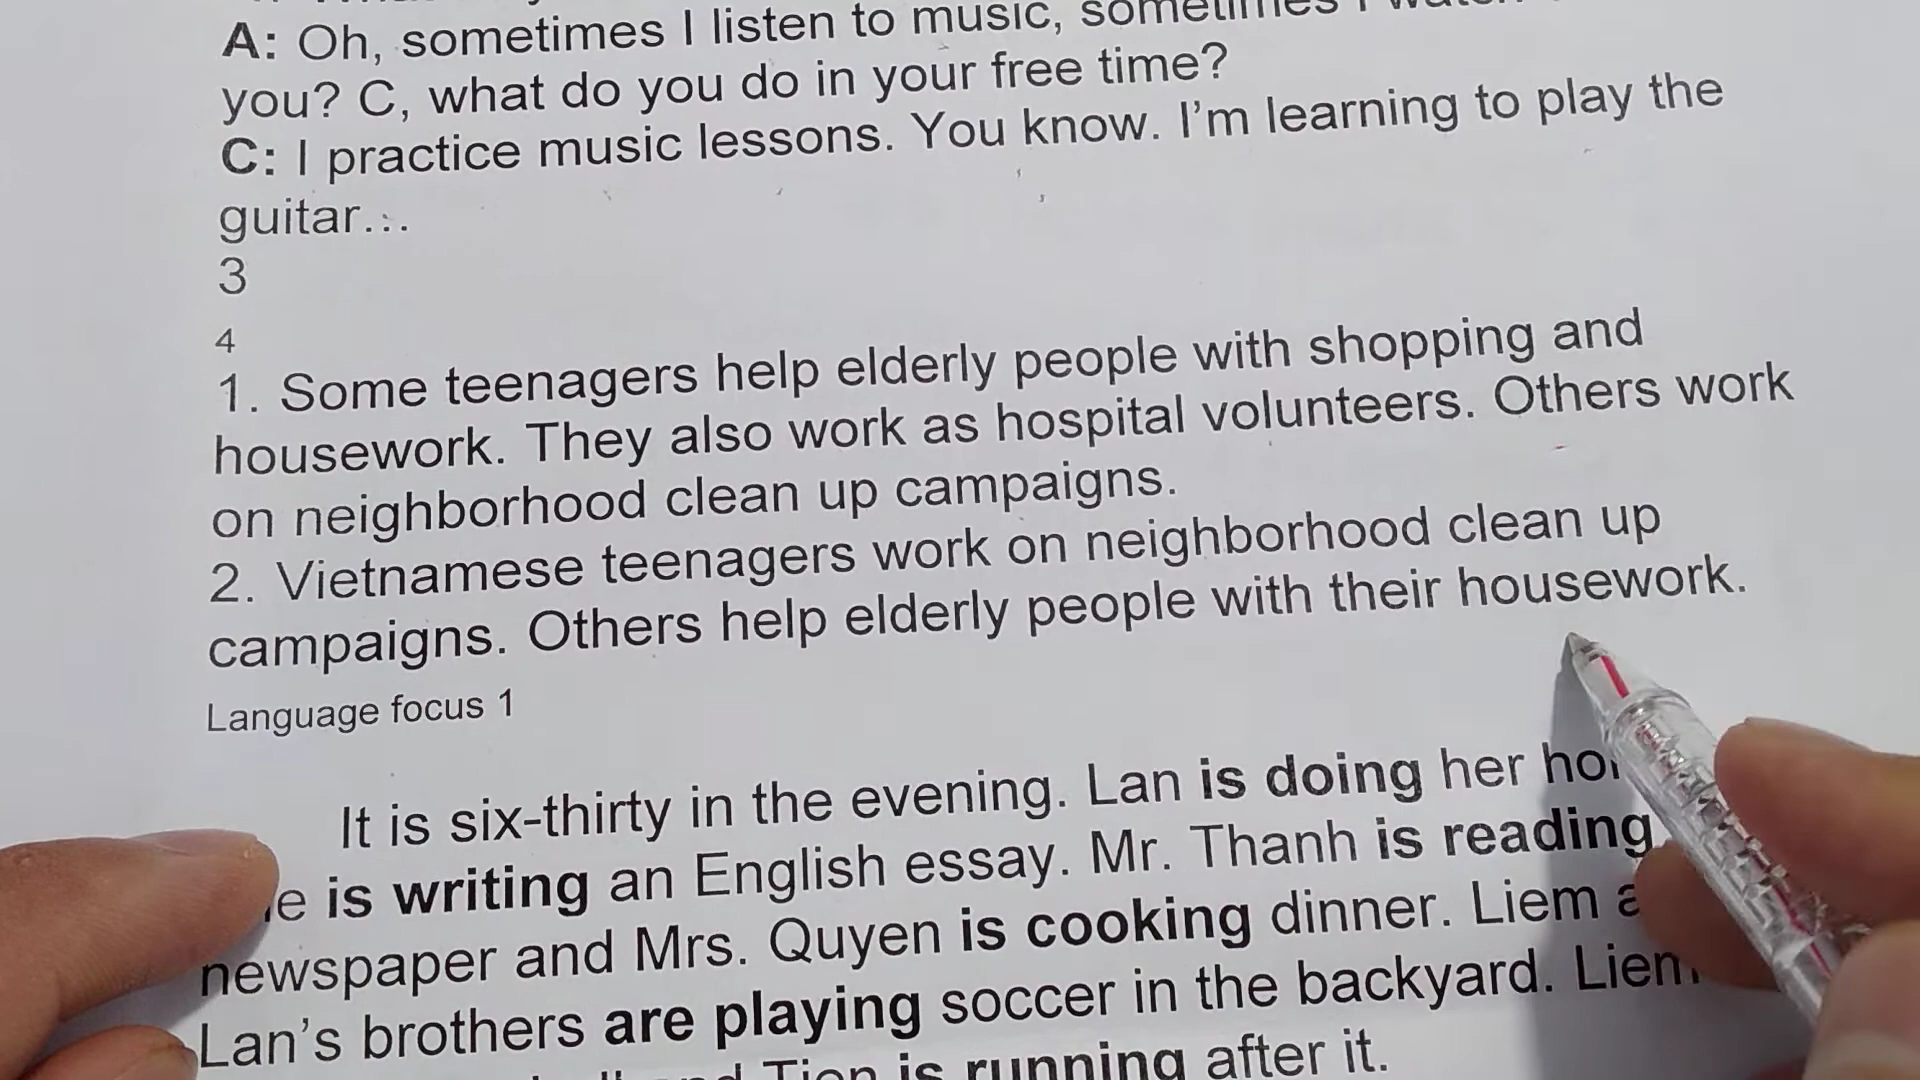 A: Oh, sometimes I listen to music, sometimes I
you? C, what do you do in your free time?
C: I practice music lessons. You know. I'm learning to play the
guitar...
3
4
1. Some teenagers help elderly people with shopping and
housework. They also work as hospital volunteers. Others work
on neighborhood clean up campaigns.
2. Vietnamese teenagers work on neighborhood clean up
campaigns. Others help elderly people with their housework.
Language focus 1
It is six-thirty in the evening. Lan is doing her
is writing an English essay. Mr. Thanh is reading
newspaper and Mrs. Quyen is cooking dinner. Liem
Lan's brothers are playing soccer in the backyard. Liem
is running after it.